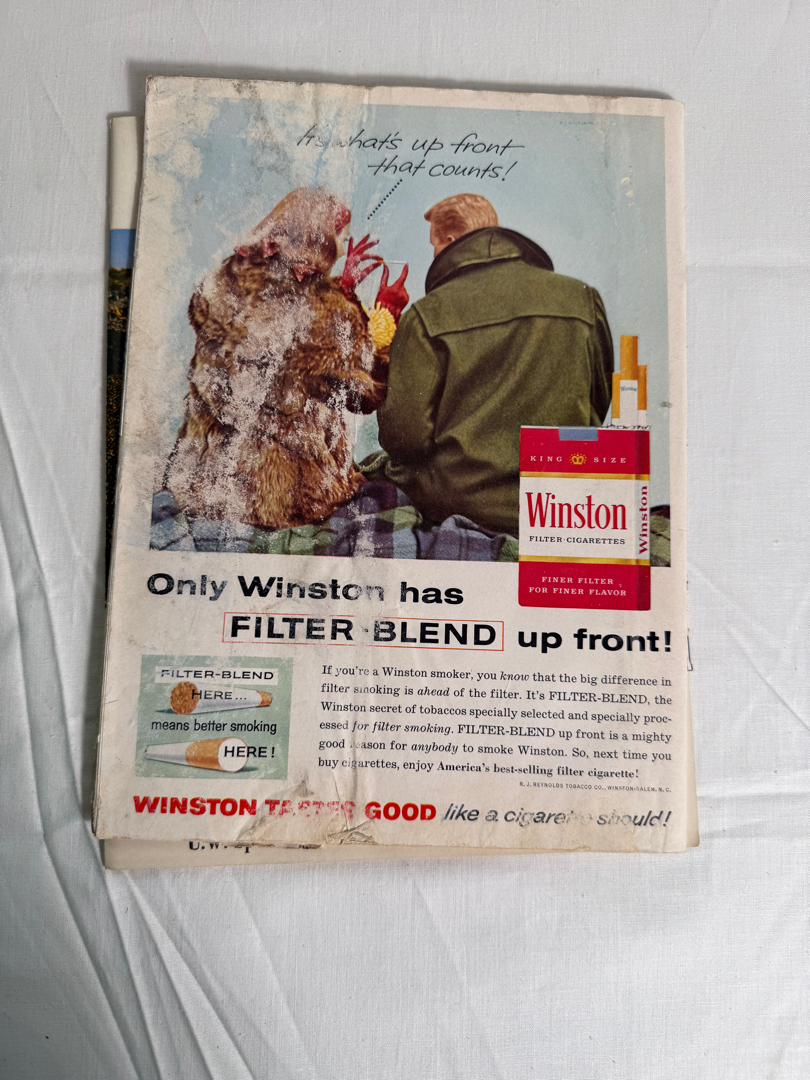 It's what's up front
that counts!
Winston
KING SIZE
Winston
FILTER·CIGARETTES
Winston
FINER FILTER
FOR FINER FLAVOR
Only Winston has
FILTER-BLEND up front!
FILTER-BLEND
HERE...
means better smoking
HERE!
If you're a Winston smoker, you know that the big difference in
filter smoking is ahead of the filter. It's FILTER-BLEND, the
Winston secret of tobaccos specially selected and specially proc-
essed for filter smoking. FILTER-BLEND up front is a mighty
good reason for anybody to smoke Winston. So, next time you
buy cigarettes, enjoy America's best-selling filter cigarette!
R. J. REYNOLDS TOBACCO CO., WINSTON-SALEM, N. C.
WINSTON TASTES GOOD like a cigarette should!
U.W.